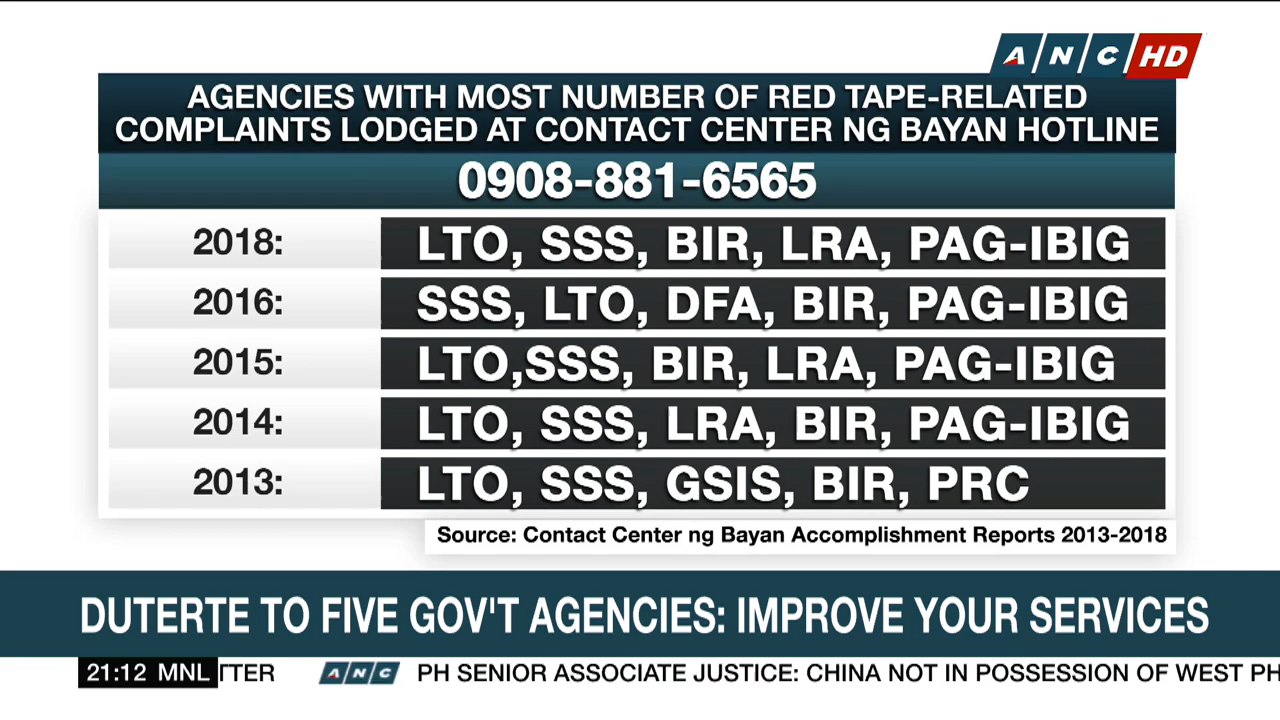 ANC HD
AGENCIES WITH MOST NUMBER OF RED TAPE-RELATED
COMPLAINTS LODGED AT CONTACT CENTER NG BAYAN HOTLINE
0908-881-6565
2018: LTO, SSS, BIR, LRA, PAG-IBIG
2016: SSS, LTO, DFA, BIR, PAG-IBIG
2015: LTO,SSS, BIR, LRA, PAG-IBIG
2014: LTO, SSS, LRA, BIR, PAG-IBIG
2013: LTO, SSS, GSIS, BIR, PRC
Source: Contact Center ng Bayan Accomplishment Reports 2013-2018
DUTERTE TO FIVE GOV'T AGENCIES: IMPROVE YOUR SERVICES
21:12 MNL TTER ANC PH SENIOR ASSOCIATE JUSTICE: CHINA NOT IN POSSESSION OF WEST PH